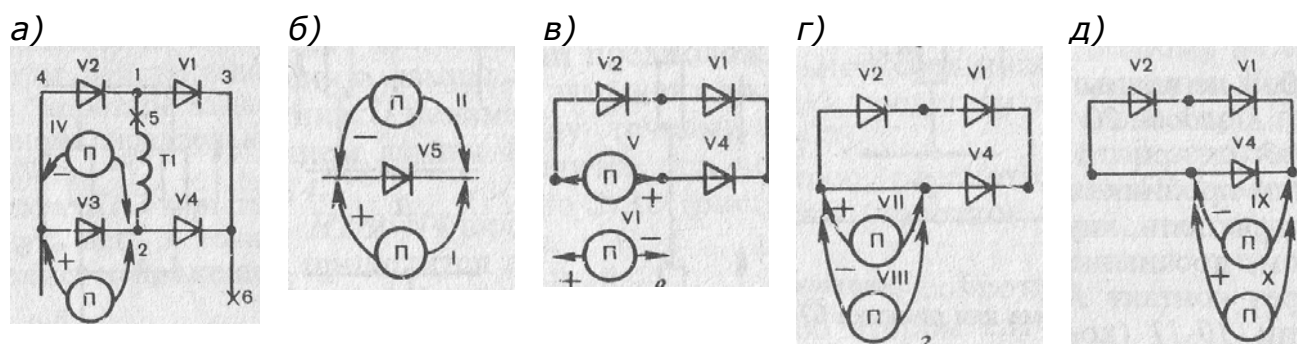 а) б) в) г) д)
4 V2 1 V1 3
5
IV П − T1
V3 V4
+ 2
П 6
П II
−
V5
+
П I
V2 V1
V V4
П +
VI
+ П −
V2 V1
V4
+ VII
П
− VIII
П
г
V2 V1
V4
− IX
П
+ X
П